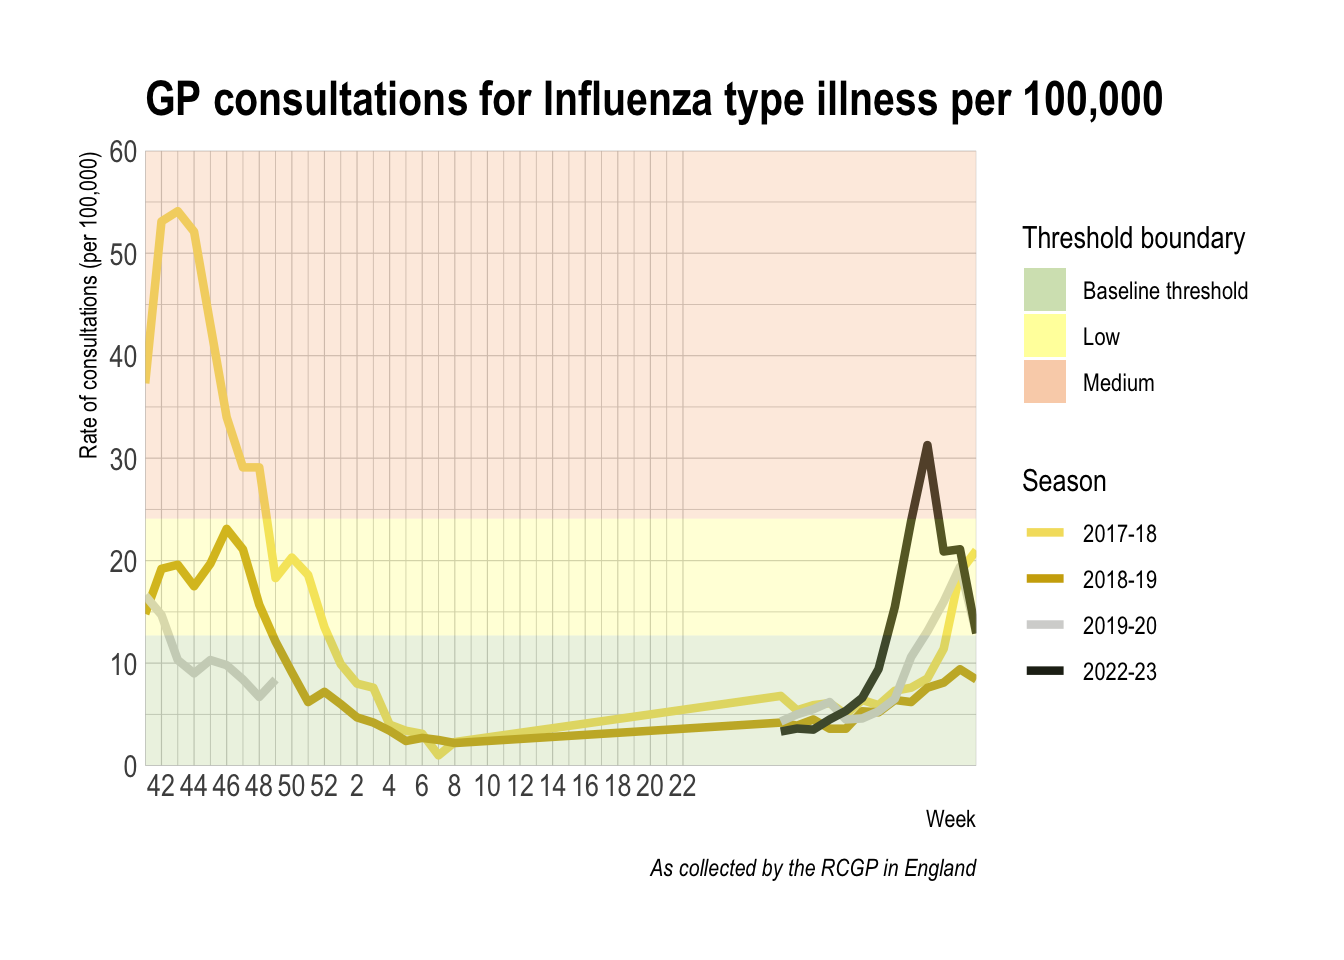 GP consultations for Influenza type illness per 100,000
Rate of consultations (per 100,000)
60
50
40
30
20
10
0
42 44 46 48 50 52 2 4 6 8 10 12 14 16 18 20 22
Week
As collected by the RCGP in England
Threshold boundary
Baseline threshold
Low
Medium
Season
2017-18
2018-19
2019-20
2022-23